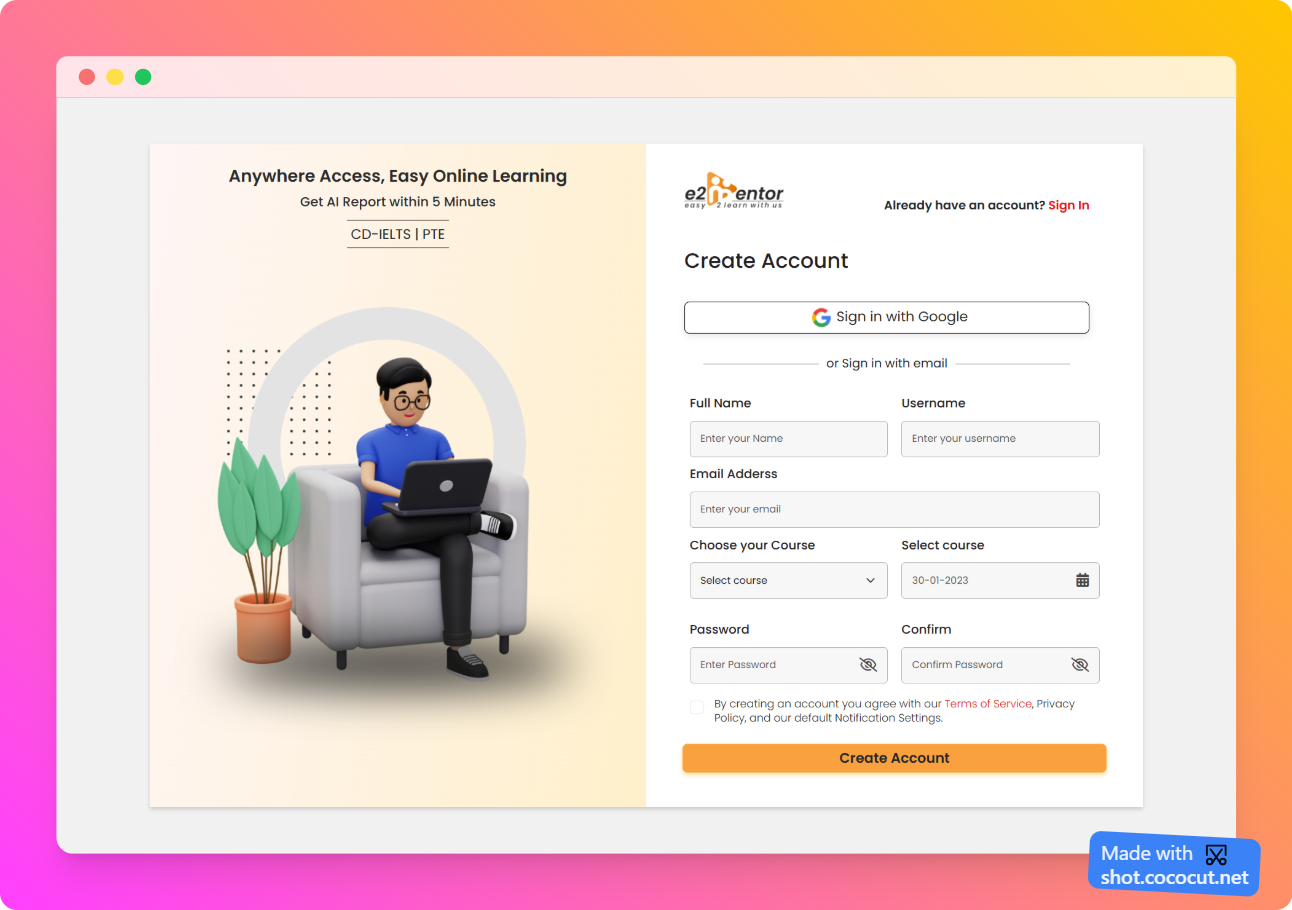 Anywhere Access, Easy Online Learning
Get AI Report within 5 Minutes
CD-IELTS | PTE
e2mentor
easy 2 learn with us
Already have an account? Sign In
Create Account
Sign in with Google
or Sign in with email
Full Name
Username
Enter your Name
Enter your username
Email Adderss
Enter your email
Choose your Course
Select course
Select course
30-01-2023
Password
Confirm
Enter Password
Confirm Password
By creating an account you agree with our Terms of Service, Privacy
Policy, and our default Notification Settings.
Create Account
Made with
shot.cococut.net